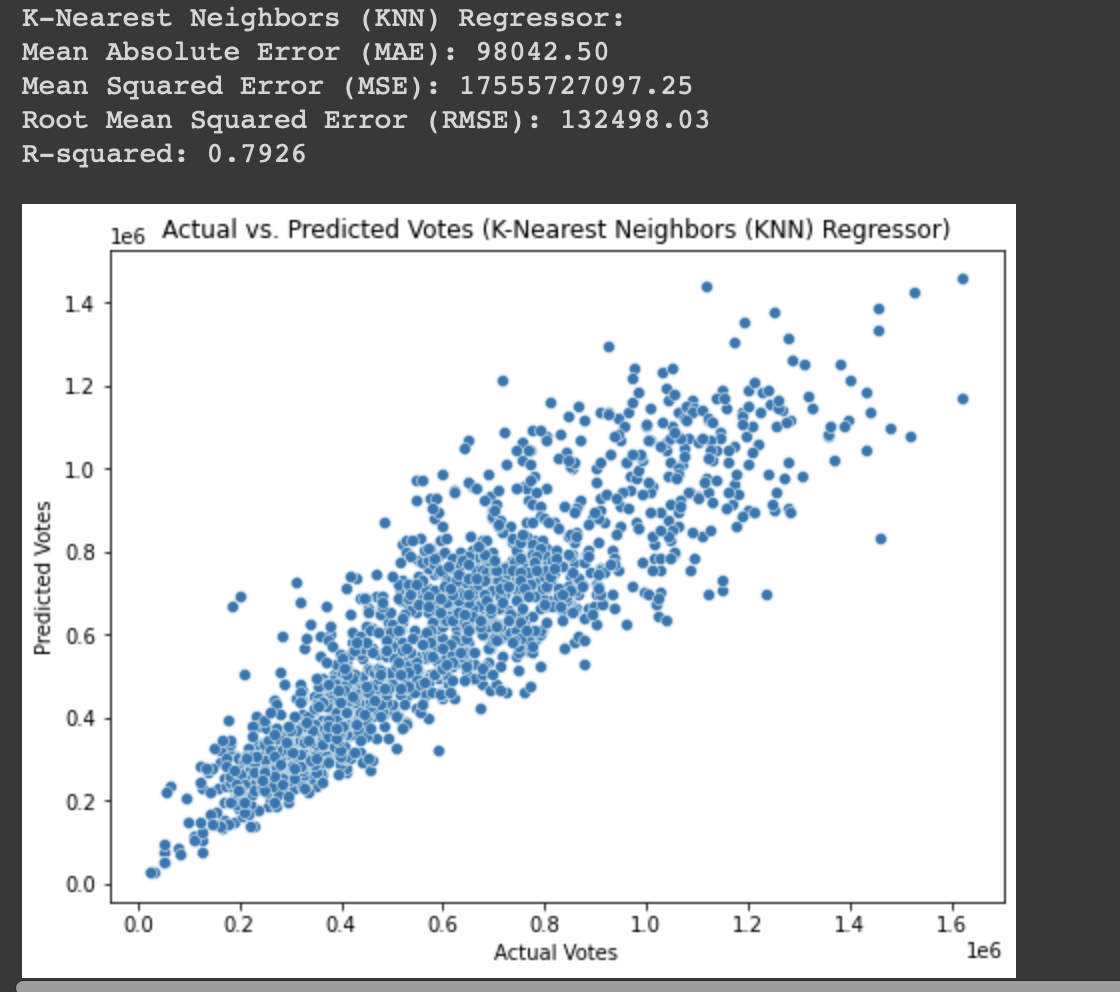 K-Nearest Neighbors (KNN) Regressor:
Mean Absolute Error (MAE): 98042.50
Mean Squared Error (MSE): 17555727097.25
Root Mean Squared Error (RMSE): 132498.03
R-squared: 0.7926
1e6 Actual vs. Predicted Votes (K-Nearest Neighbors (KNN) Regressor)
1.4
1.2
1.0
0.8
0.6
0.4
0.2
0.0
Predicted Votes
0.0 0.2 0.4 0.6 0.8 1.0 1.2 1.4 1.6
Actual Votes
1e6